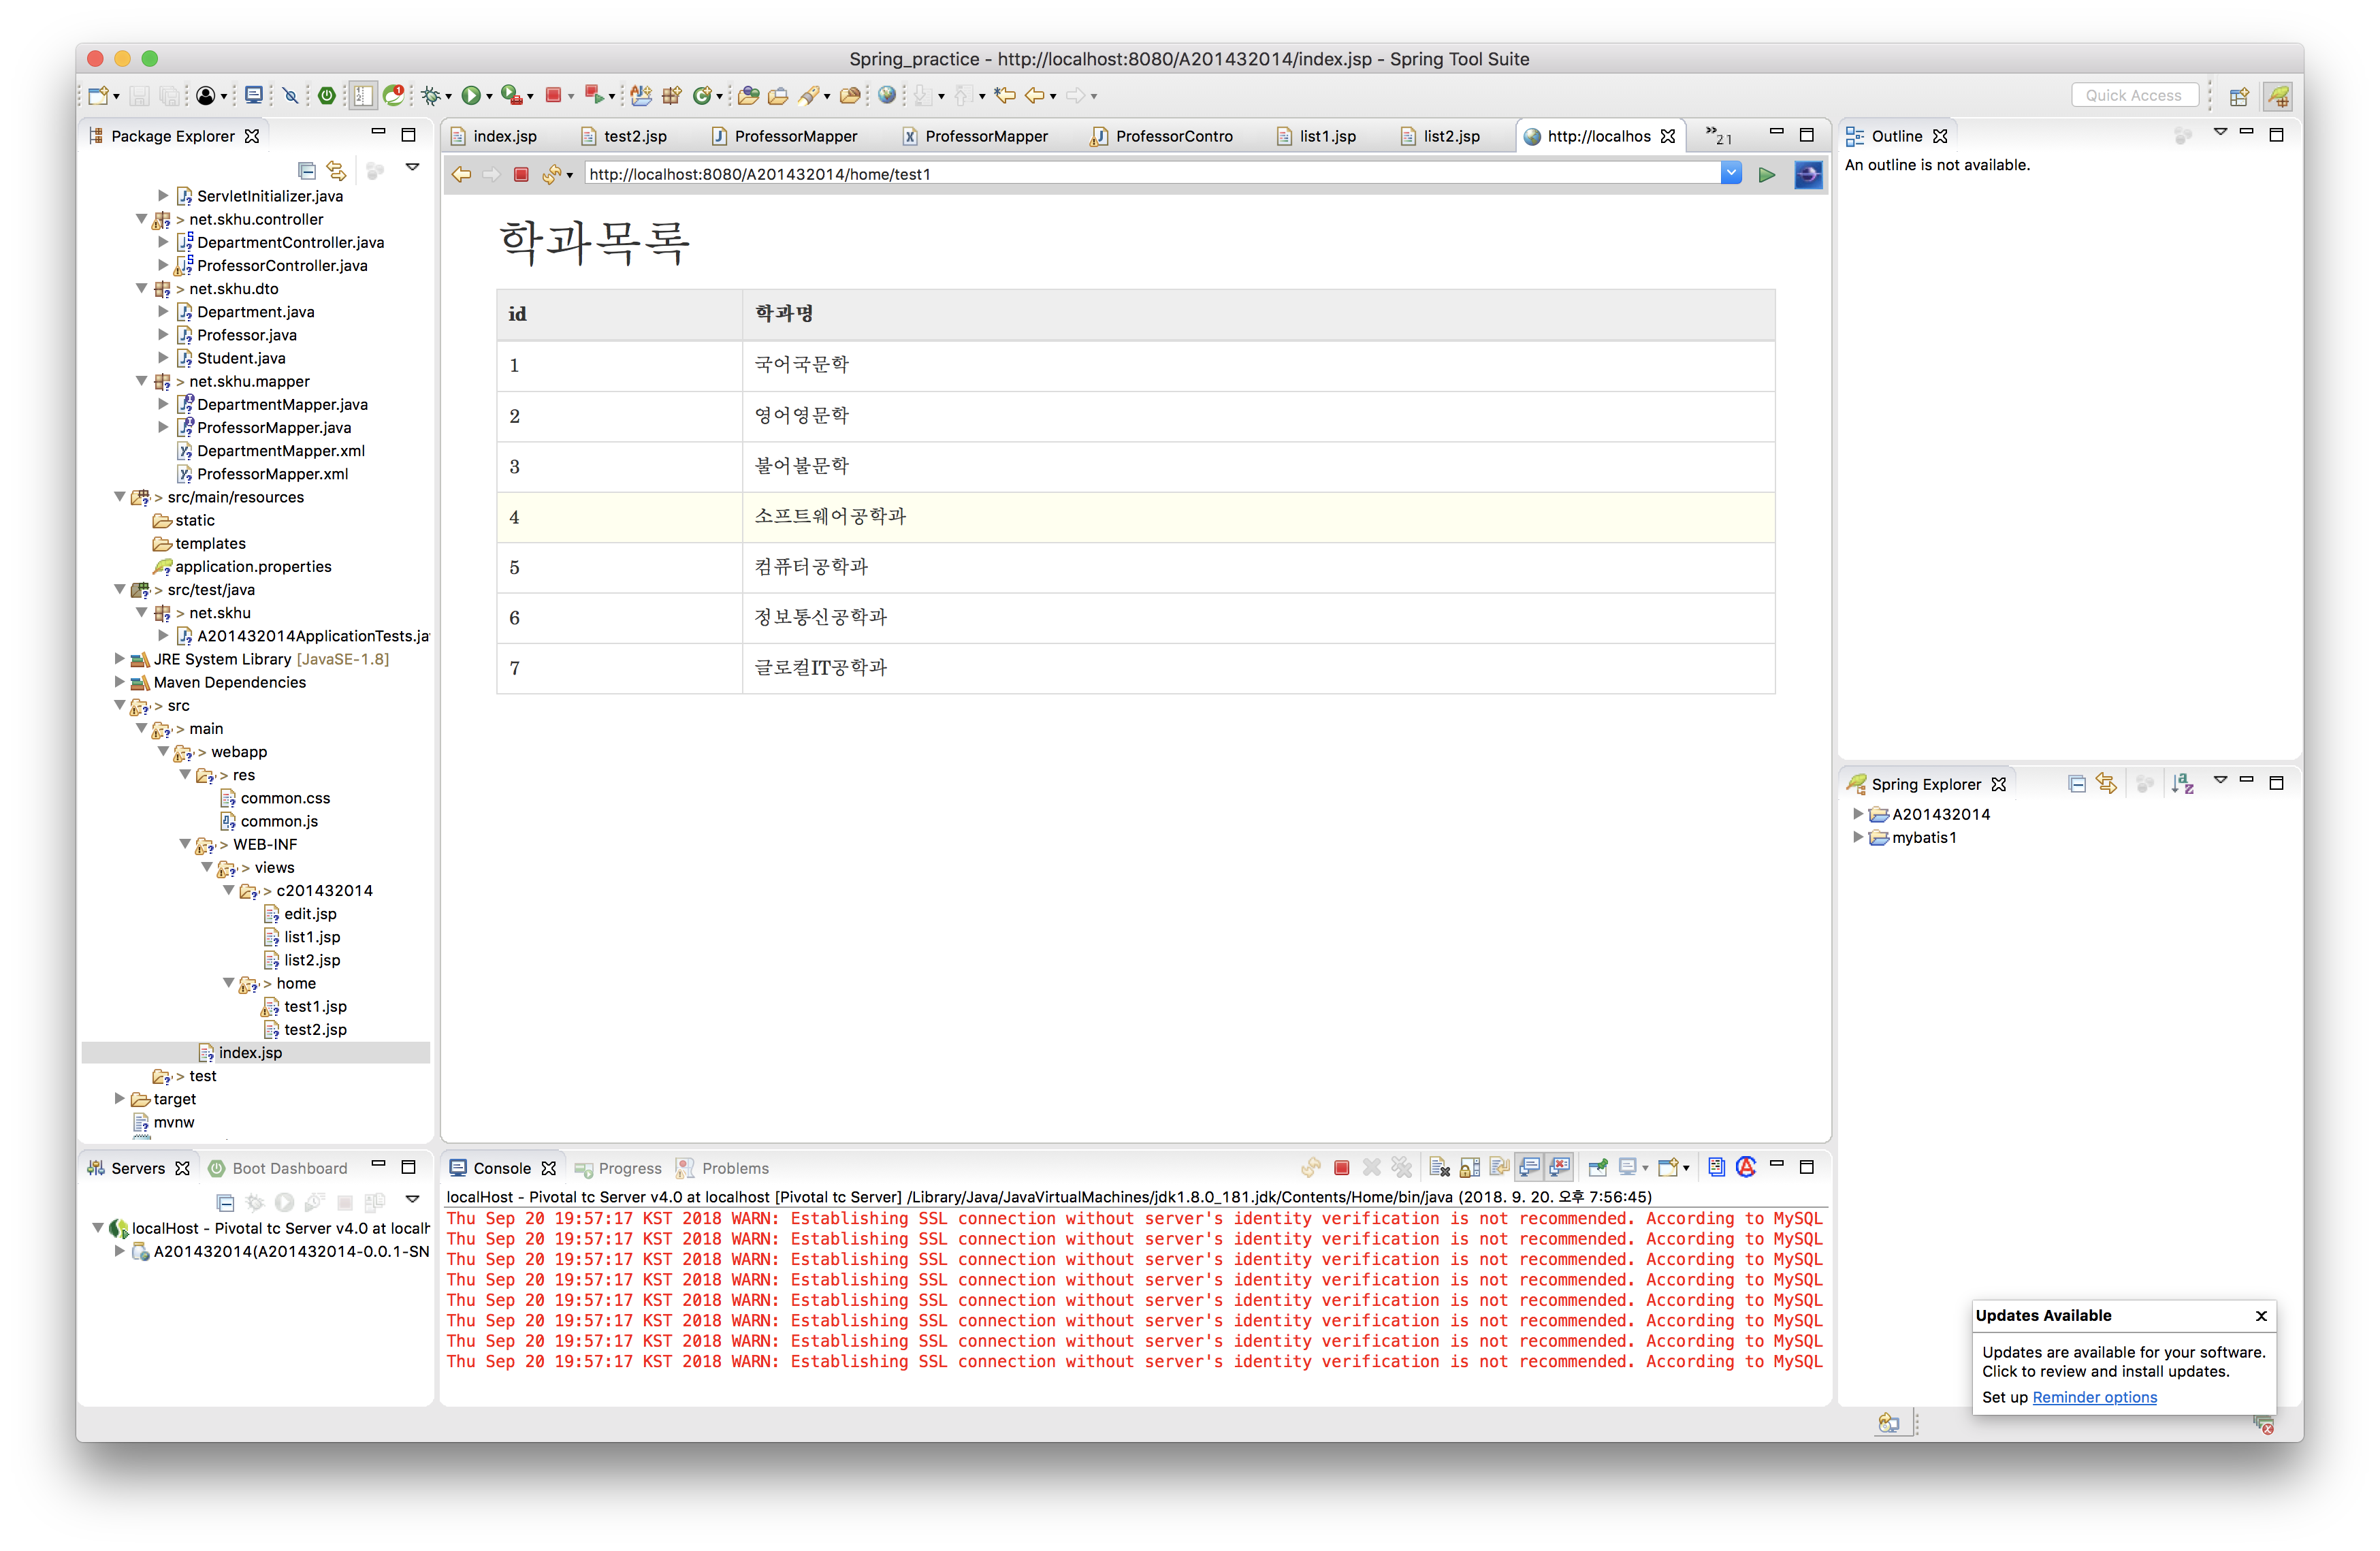 Spring_practice - http://localhost:8080/A201432014/index.jsp - Spring Tool Suite
Quick Access
Package Explorer
ServletInitializer.java
> net.skhu.controller
DepartmentController.java
ProfessorController.java
> net.skhu.dto
Department.java
Professor.java
Student.java
> net.skhu.mapper
DepartmentMapper.java
ProfessorMapper.java
DepartmentMapper.xml
ProfessorMapper.xml
> src/main/resources
static
templates
application.properties
> src/test/java
> net.skhu
A201432014ApplicationTests.ja
JRE System Library [JavaSE-1.8]
Maven Dependencies
> src
> main
> webapp
> res
common.css
common.js
> WEB-INF
> views
> c201432014
edit.jsp
list1.jsp
list2.jsp
> home
test1.jsp
test2.jsp
index.jsp
> test
target
mvnw
index.jsp test2.jsp ProfessorMapper ProfessorMapper ProfessorContro list1.jsp list2.jsp http://localhos »21
http://localhost:8080/A201432014/home/test1
학과목록
id 학과명
1 국어국문학
2 영어영문학
3 불어불문학
4 소프트웨어공학과
5 컴퓨터공학과
6 정보통신공학과
7 글로컬IT공학과
Outline
An outline is not available.
Spring Explorer
A201432014
mybatis1
Servers Boot Dashboard
localHost - Pivotal tc Server v4.0 at localh
A201432014(A201432014-0.0.1-SN
Console Progress Problems
localHost - Pivotal tc Server v4.0 at localhost [Pivotal tc Server] /Library/Java/JavaVirtualMachines/jdk1.8.0_181.jdk/Contents/Home/bin/java (2018. 9. 20. 오후 7:56:45)
Thu Sep 20 19:57:17 KST 2018 WARN: Establishing SSL connection without server's identity verification is not recommended. According to MySQL
Thu Sep 20 19:57:17 KST 2018 WARN: Establishing SSL connection without server's identity verification is not recommended. According to MySQL
Thu Sep 20 19:57:17 KST 2018 WARN: Establishing SSL connection without server's identity verification is not recommended. According to MySQL
Thu Sep 20 19:57:17 KST 2018 WARN: Establishing SSL connection without server's identity verification is not recommended. According to MySQL
Thu Sep 20 19:57:17 KST 2018 WARN: Establishing SSL connection without server's identity verification is not recommended. According to MySQL
Thu Sep 20 19:57:17 KST 2018 WARN: Establishing SSL connection without server's identity verification is not recommended. According to MySQL
Thu Sep 20 19:57:17 KST 2018 WARN: Establishing SSL connection without server's identity verification is not recommended. According to MySQL
Thu Sep 20 19:57:17 KST 2018 WARN: Establishing SSL connection without server's identity verification is not recommended. According to MySQL
Updates Available
Updates are available for your software.
Click to review and install updates.
Set up Reminder options